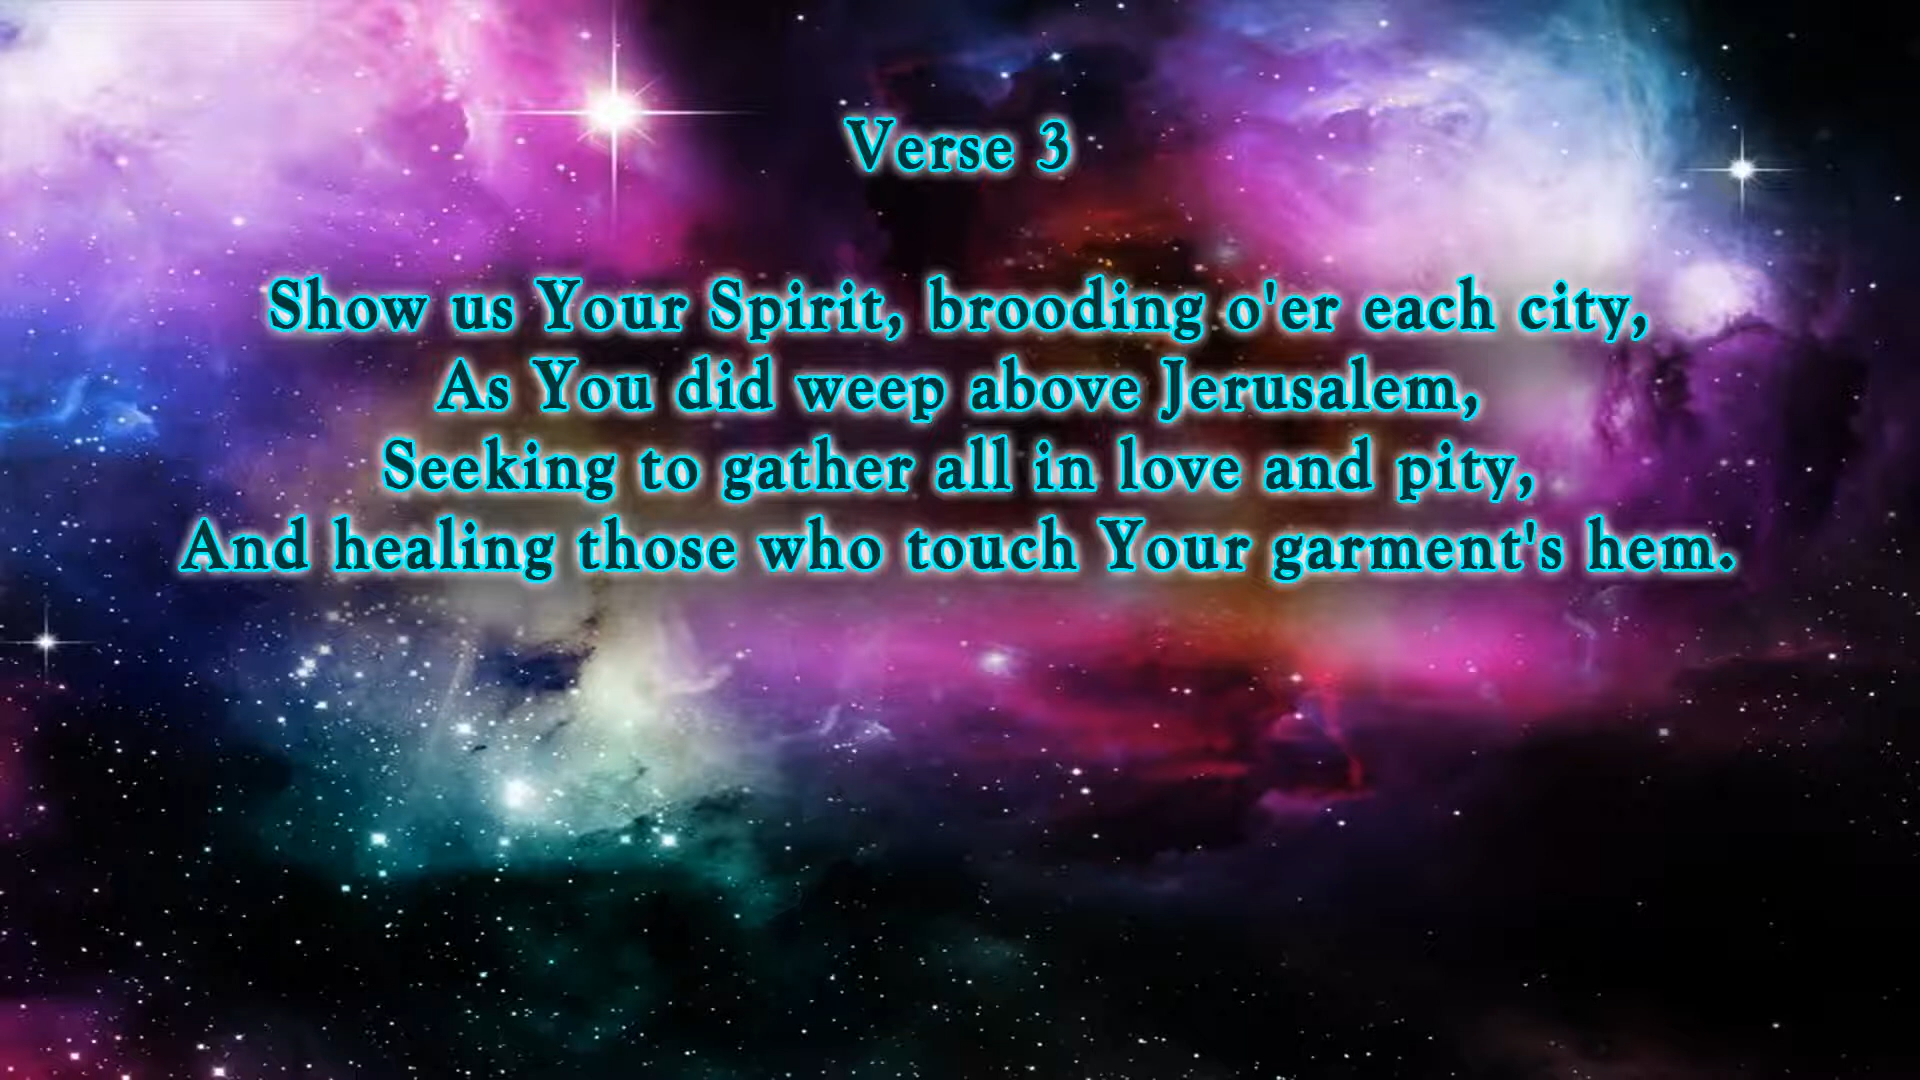 Verse 3
Show us Your Spirit, brooding o'er each city,
As You did weep above Jerusalem,
Seeking to gather all in love and pity,
And healing those who touch Your garment's hem.